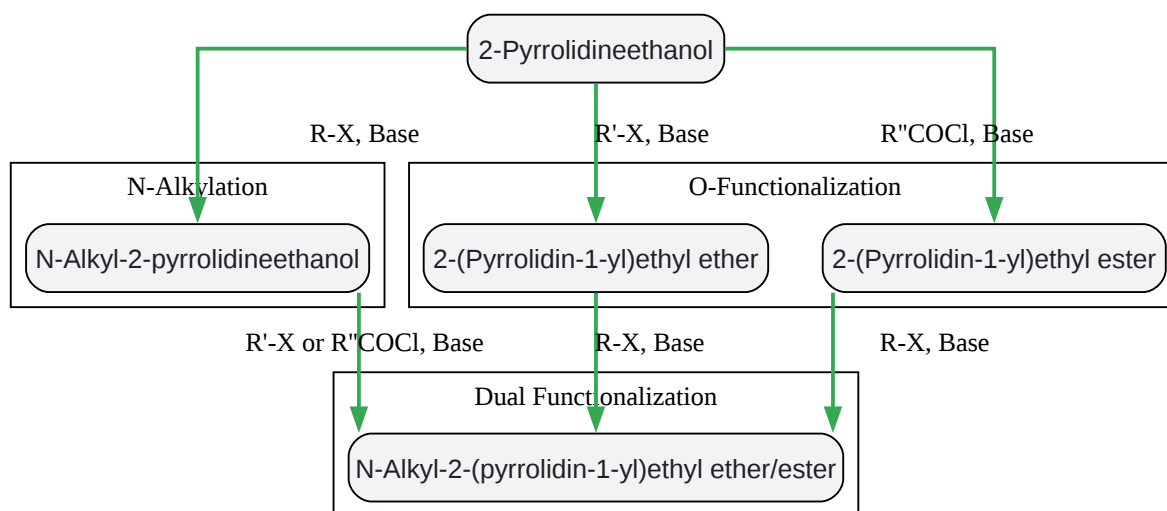 2-Pyrrolidineethanol
R-X, Base
R'-X, Base
R"COCl, Base
N-Alkylation
O-Functionalization
N-Alkyl-2-pyrrolidineethanol
2-(Pyrrolidin-1-yl)ethyl ether
2-(Pyrrolidin-1-yl)ethyl ester
R'-X or R"COCl, Base
R-X, Base
R-X, Base
Dual Functionalization
N-Alkyl-2-(pyrrolidin-1-yl)ethyl ether/ester